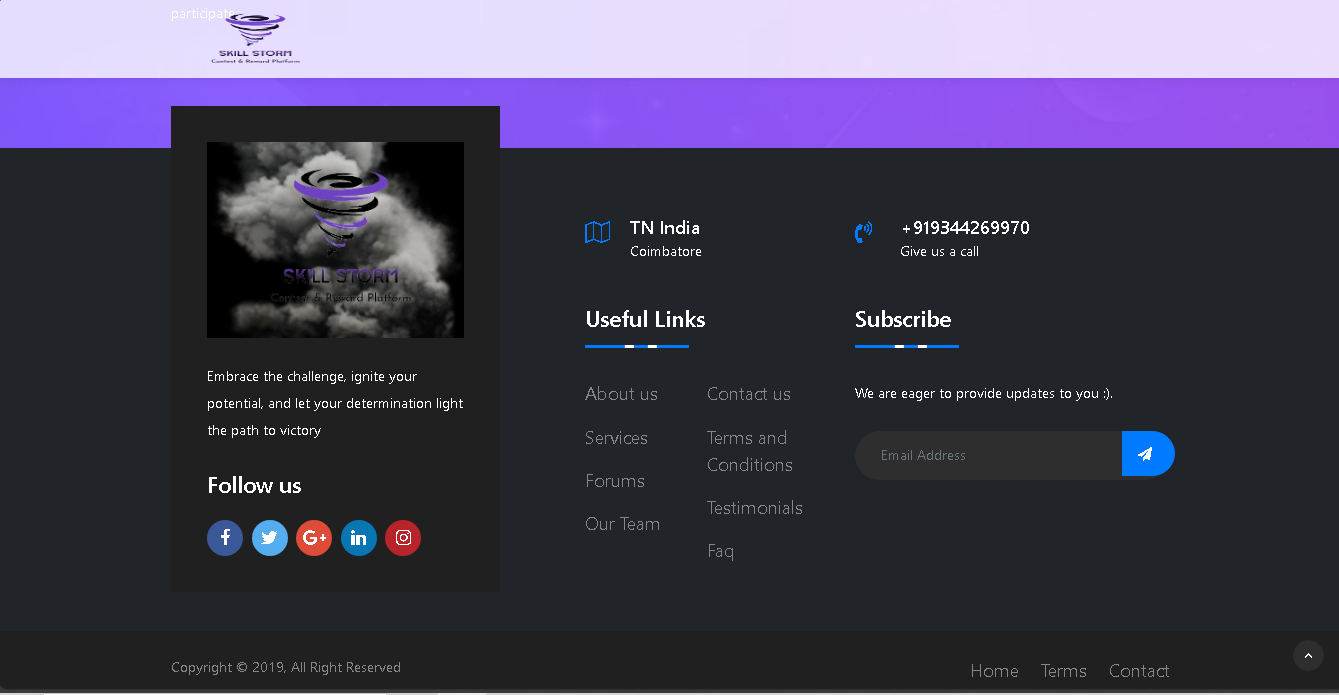 participate
SKILL STORM
Contest & Reward Platform
SKILL STORM
Contest & Reward Platform
Embrace the challenge, ignite your
potential, and let your determination light
the path to victory
Follow us
TN India
Coimbatore
+919344269970
Give us a call
Useful Links
About us
Services
Forums
Our Team
Contact us
Terms and
Conditions
Testimonials
Faq
Subscribe
We are eager to provide updates to you :).
Email Address
Copyright © 2019, All Right Reserved
Home Terms Contact